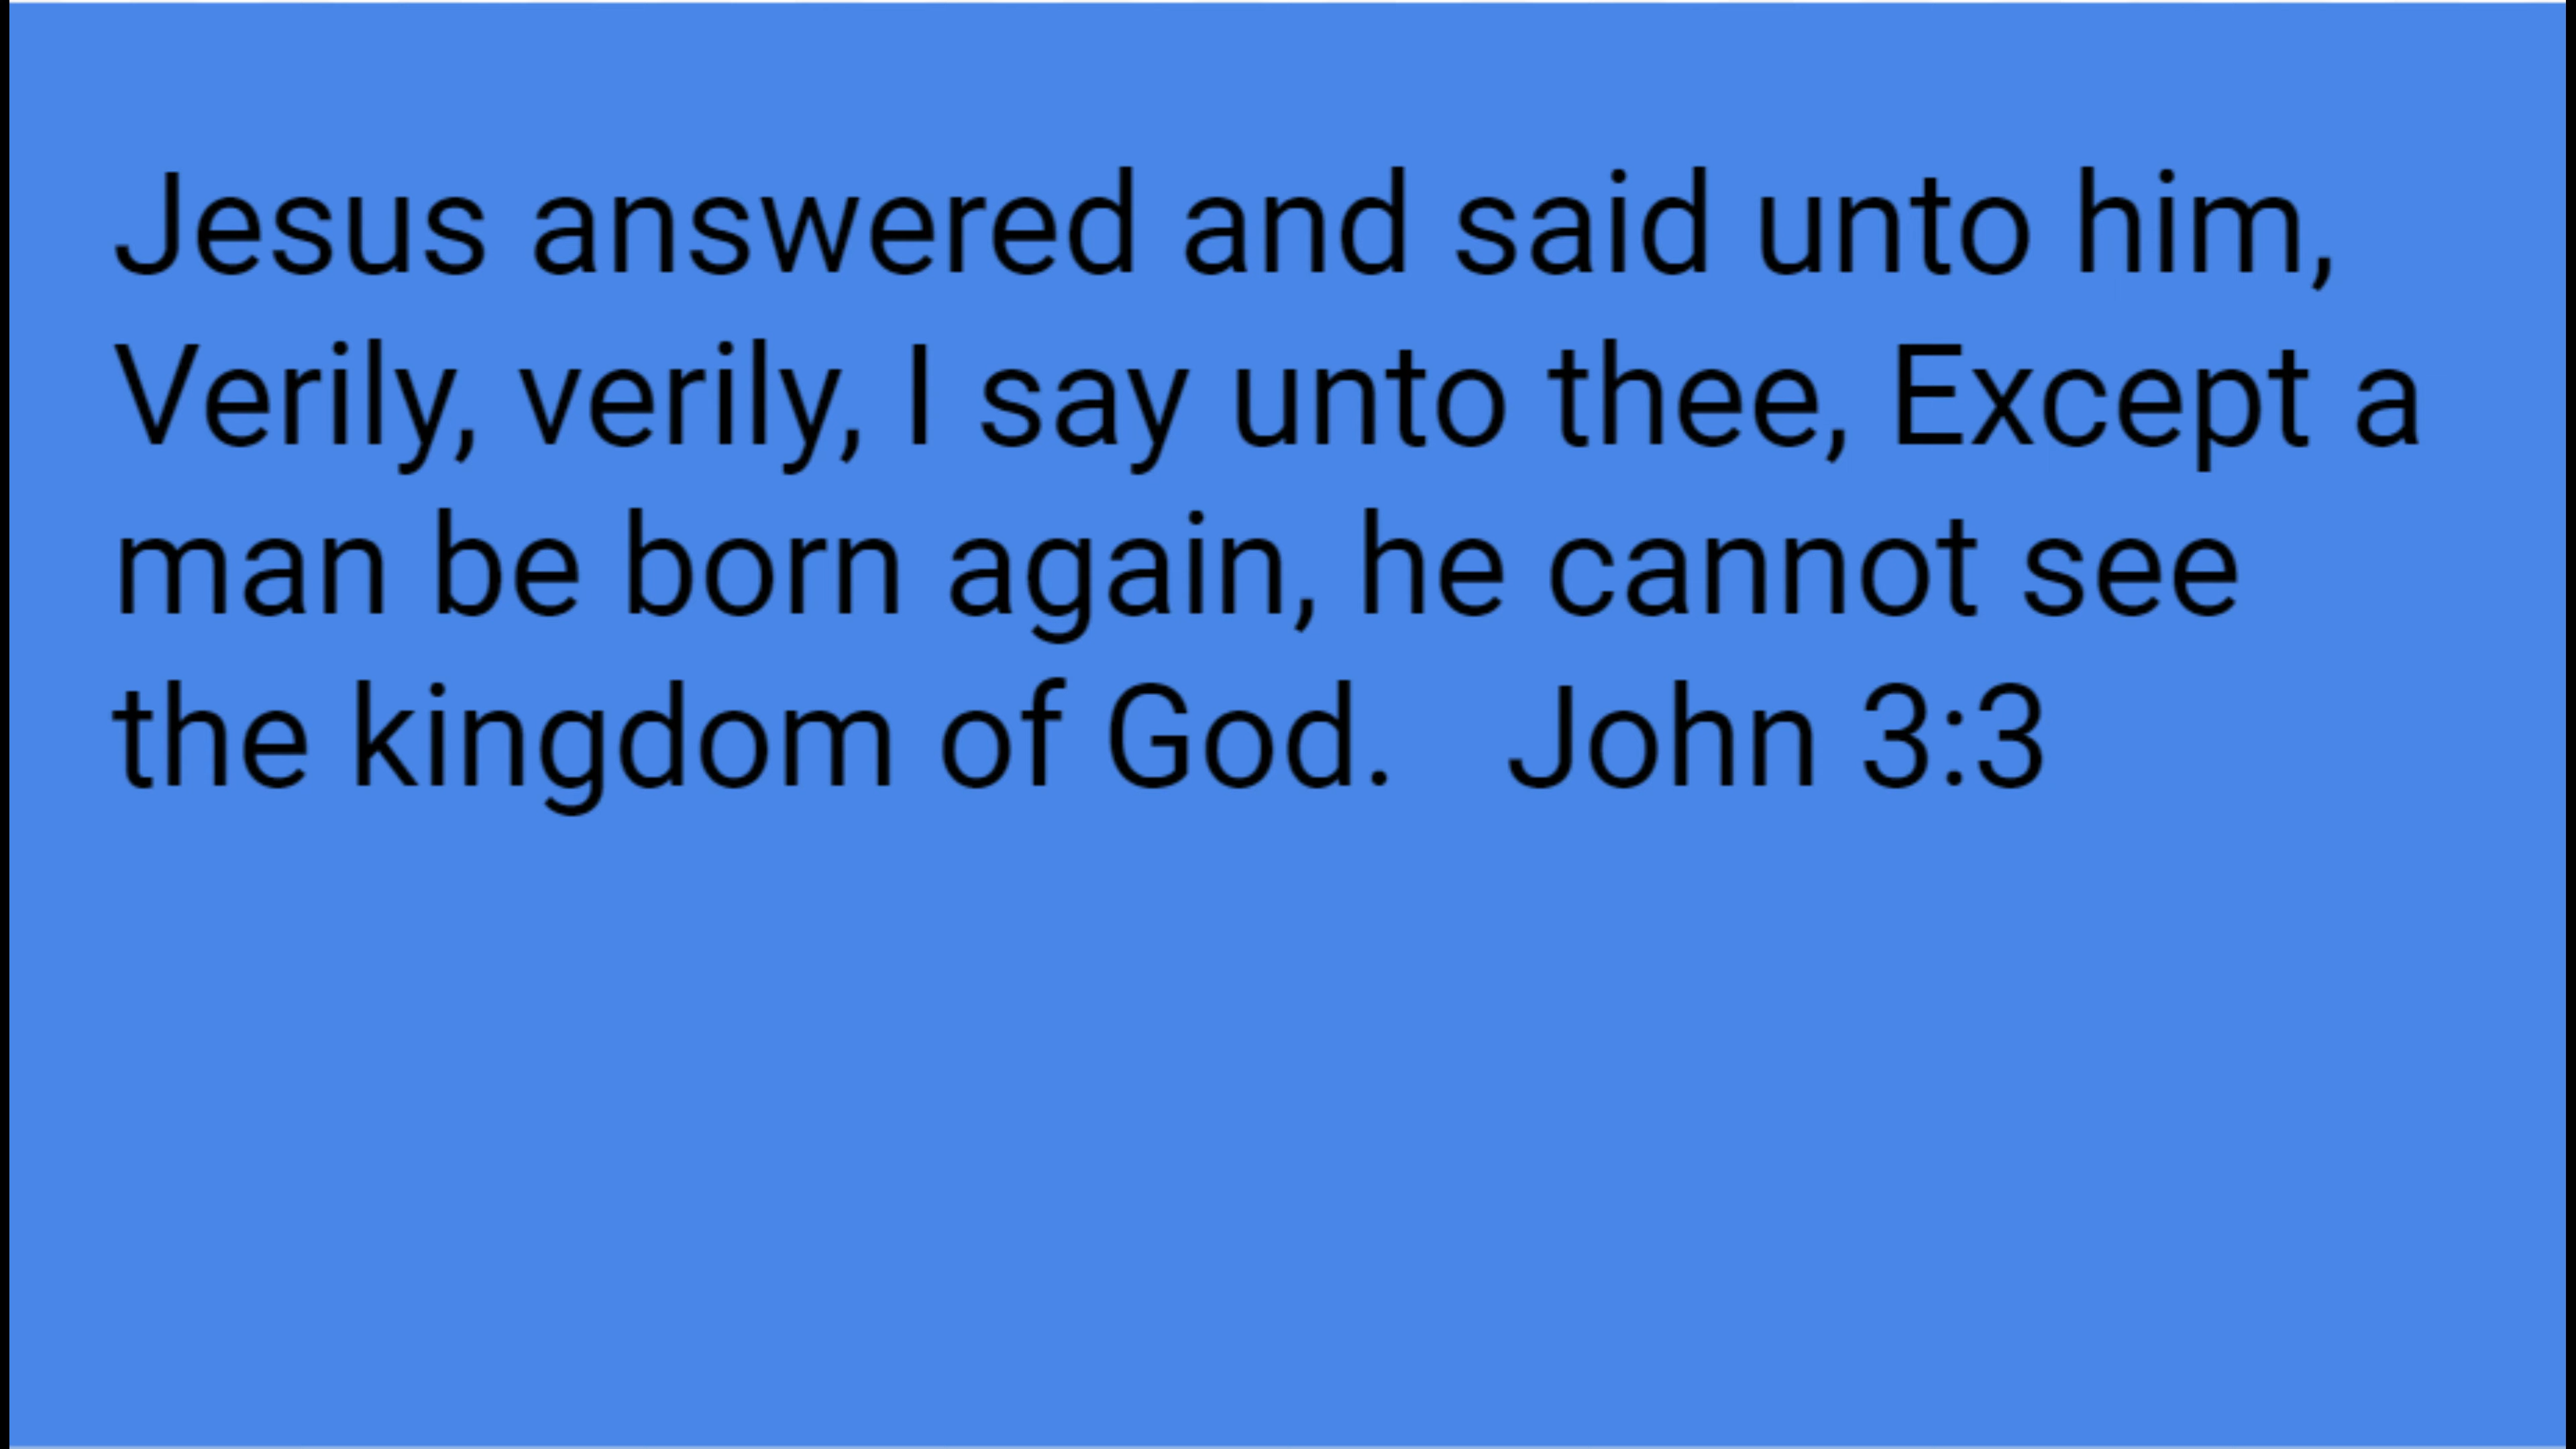 Jesus answered and said unto him,
Verily, verily, I say unto thee, Except a
man be born again, he cannot see
the kingdom of God.   John 3:3